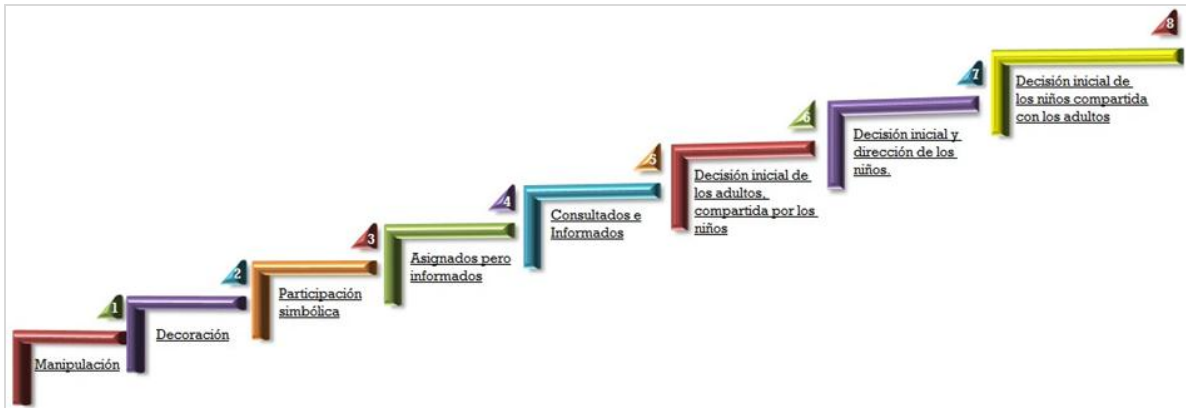 1
Manipulación
2
Decoración
3
Participación
simbólica
4
Asignados pero
informados
5
Consultados e
Informados
6
Decisión inicial de
los adultos,
compartida por los
niños
7
Decisión inicial y
dirección de los
niños.
8
Decisión inicial de
los niños compartida
con los adultos